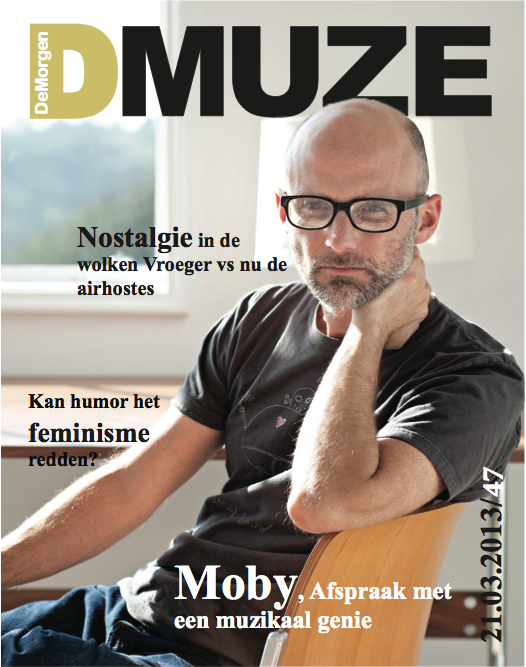 DeMorgen
DMUZE
Nostalgie in de
wolken Vroeger vs nu de
airhostes
Kan humor het
feminisme
redden?
Moby, Afspraak met
een muzikaal genie
21.03.2013/47